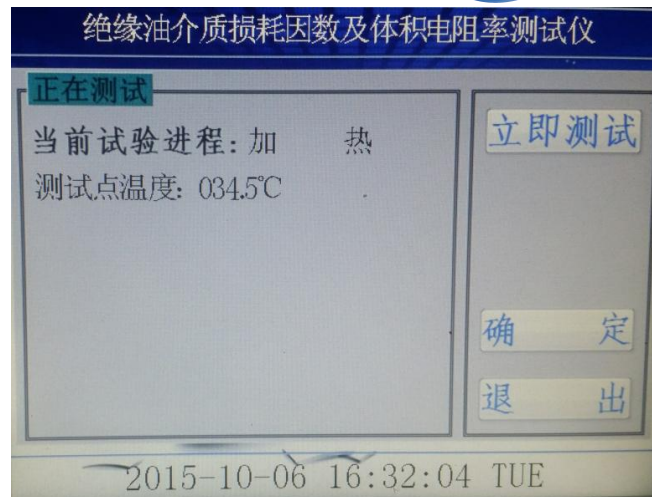 绝缘油介质损耗因数及体积电阻率测试仪
正在测试
当前试验进程: 加 热
测试点温度: 034.5℃
立即测试
确 定
退 出
2015-10-06 16:32:04 TUE